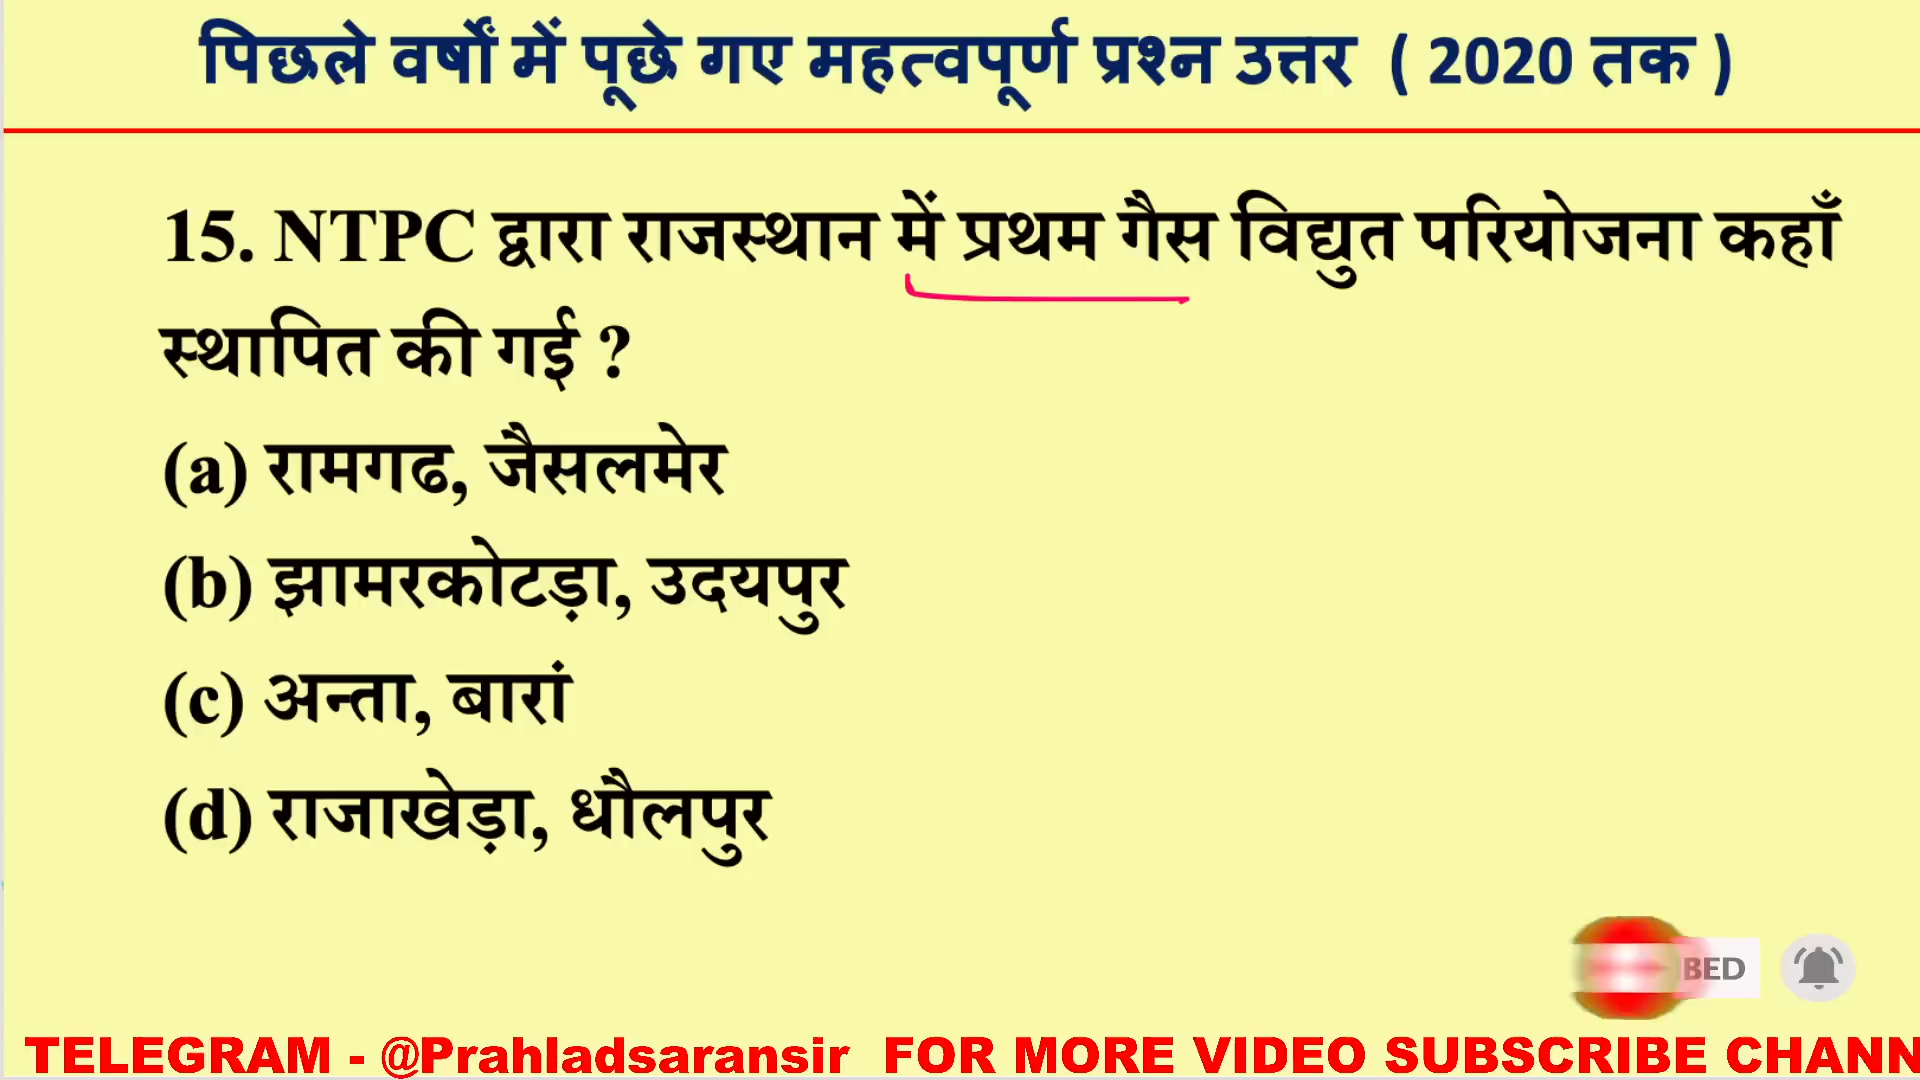 पिछले वर्षों में पूछे गए महत्वपूर्ण प्रश्न उत्तर ( 2020 तक )
15. NTPC द्वारा राजस्थान में प्रथम गैस विद्युत परियोजना कहाँ
स्थापित की गई ?
(a) रामगढ, जैसलमेर
(b) झामरकोटड़ा, उदयपुर
(c) अन्ता, बारां
(d) राजाखेड़ा, धौलपुर
BED
TELEGRAM - @Prahladsaransir FOR MORE VIDEO SUBSCRIBE CHANN